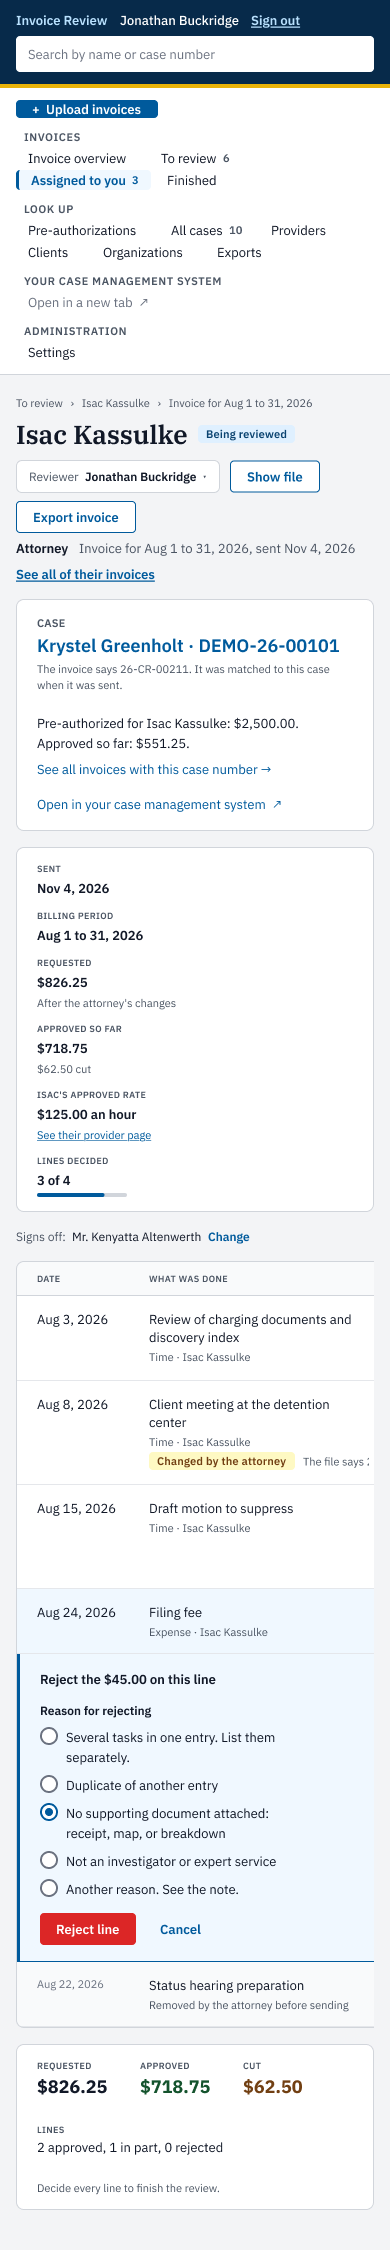 Invoice Review Jonathan Buckridge Sign out
Search by name or case number
+ Upload invoices
INVOICES
Invoice overview To review 6
Assigned to you 3 Finished
LOOK UP
Pre-authorizations All cases 10 Providers
Clients Organizations Exports
YOUR CASE MANAGEMENT SYSTEM
Open in a new tab ↗
ADMINISTRATION
Settings
To review › Isac Kassulke › Invoice for Aug 1 to 31, 2026
Isac Kassulke Being reviewed
Reviewer Jonathan Buckridge · Show file
Export invoice
Attorney Invoice for Aug 1 to 31, 2026, sent Nov 4, 2026
See all of their invoices
CASE
Krystel Greenholt · DEMO-26-00101
The invoice says 26-CR-00211. It was matched to this case
when it was sent.
Pre-authorized for Isac Kassulke: $2,500.00.
Approved so far: $551.25.
See all invoices with this case number →
Open in your case management system ↗
SENT
Nov 4, 2026
BILLING PERIOD
Aug 1 to 31, 2026
REQUESTED
$826.25
After the attorney's changes
APPROVED SO FAR
$718.75
$62.50 cut
ISAC'S APPROVED RATE
$125.00 an hour
See their provider page
LINES DECIDED
3 of 4
Signs off: Mr. Kenyatta Altenwerth Change
DATE WHAT WAS DONE
Aug 3, 2026 Review of charging documents and
discovery index
Time · Isac Kassulke
Aug 8, 2026 Client meeting at the detention
center
Time · Isac Kassulke
Changed by the attorney The file says
Aug 15, 2026 Draft motion to suppress
Time · Isac Kassulke
Aug 24, 2026 Filing fee
Expense · Isac Kassulke
Reject the $45.00 on this line
Reason for rejecting
Several tasks in one entry. List them
separately.
Duplicate of another entry
No supporting document attached:
receipt, map, or breakdown
Not an investigator or expert service
Another reason. See the note.
Reject line Cancel
Aug 22, 2026 Status hearing preparation
Removed by the attorney before sending
REQUESTED APPROVED CUT
$826.25 $718.75 $62.50
LINES
2 approved, 1 in part, 0 rejected
Decide every line to finish the review.